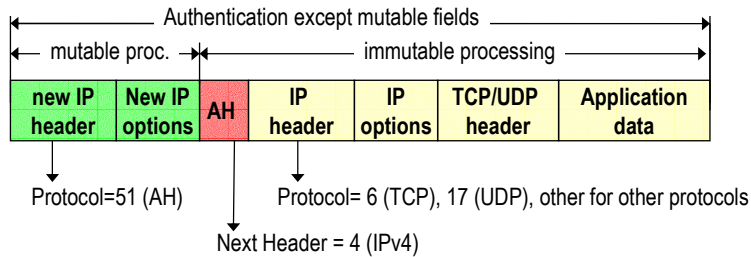 Authentication except mutable fields
mutable proc. immutable processing
new IP header New IP options AH IP header IP options TCP/UDP header Application data
Protocol=51 (AH) Protocol= 6 (TCP), 17 (UDP), other for other protocols
Next Header = 4 (IPv4)